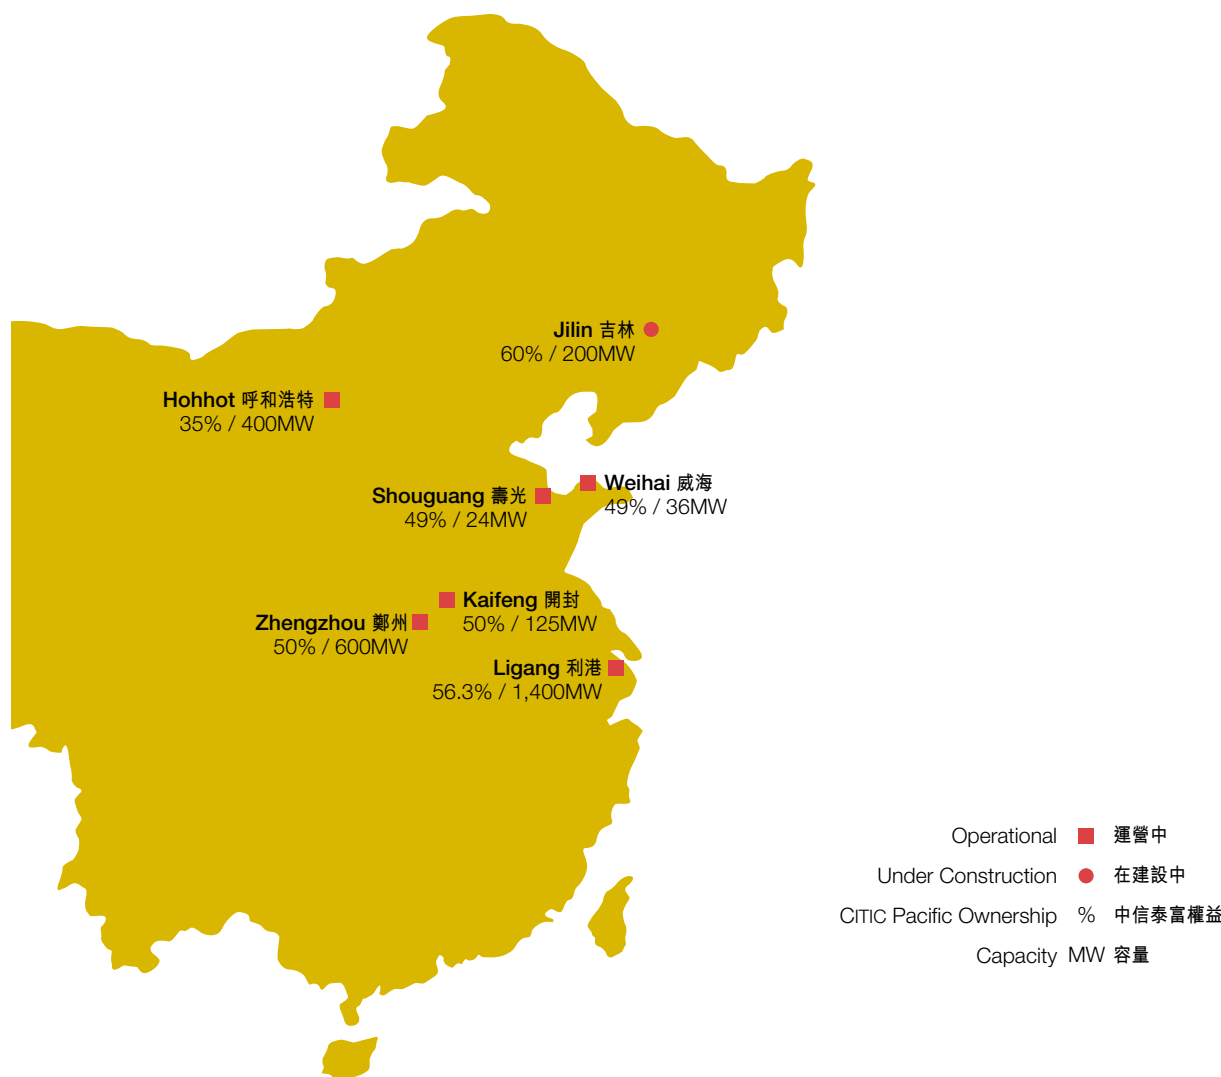 Jilin 吉林
60% / 200MW
Hohhot 呼和浩特
35% / 400MW
Weihai 威海
49% / 36MW
Shouguang 壽光
49% / 24MW
Kaifeng 開封
50% / 125MW
Zhengzhou 鄭州
50% / 600MW
Ligang 利港
56.3% / 1,400MW
Operational 運營中
Under Construction 在建設中
CITIC Pacific Ownership % 中信泰富權益
Capacity MW 容量